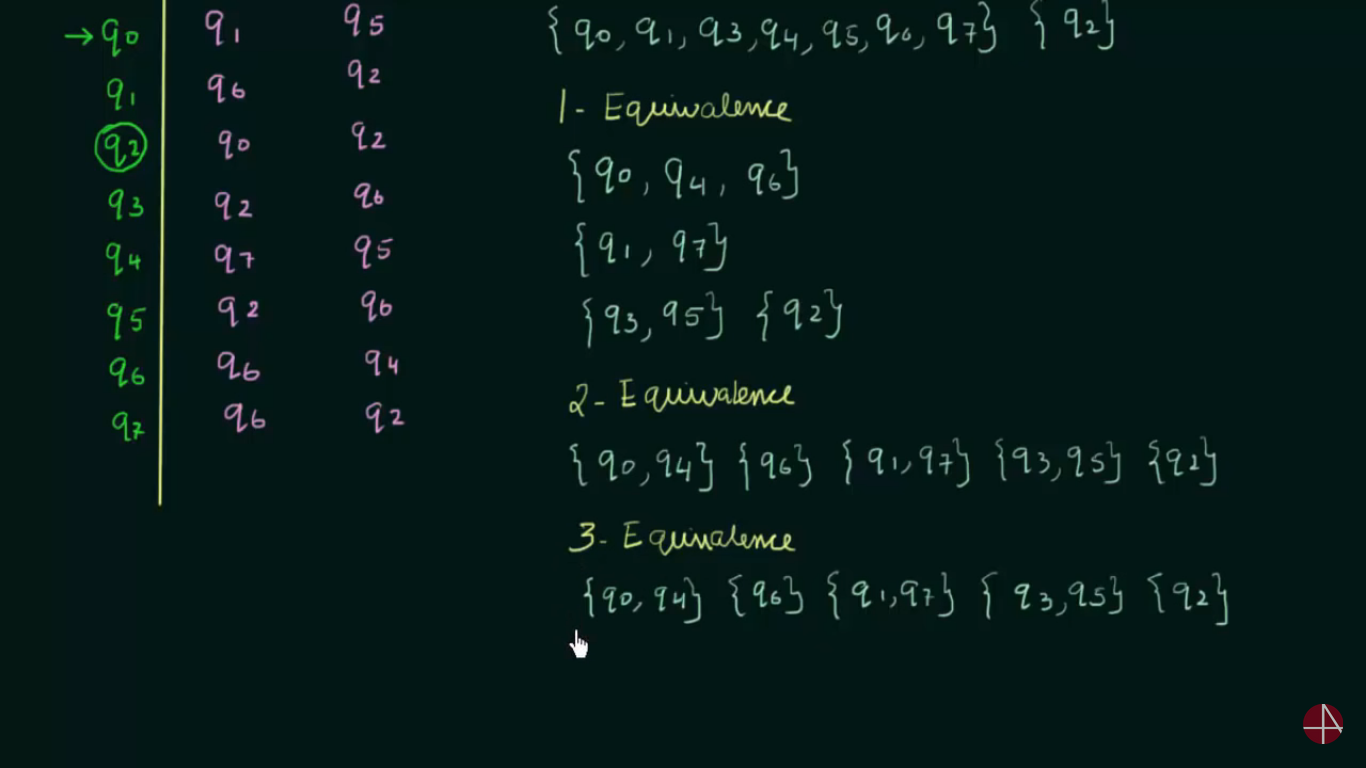 → q0 q1 q5
q1 q6 q2
q2 q0 q2
q3 q2 q6
q4 q7 q5
q5 q2 q6
q6 q6 q4
q7 q6 q2
{q0, q1, q3, q4, q5, q6, q7} {q2}
1- Equivalence
{q0, q4, q6}
{q1, q7}
{q3, q5} {q2}
2- Equivalence
{q0, q4} {q6} {q1, q7} {q3, q5} {q2}
3- Equivalence
{q0, q4} {q6} {q1, q7} {q3, q5} {q2}